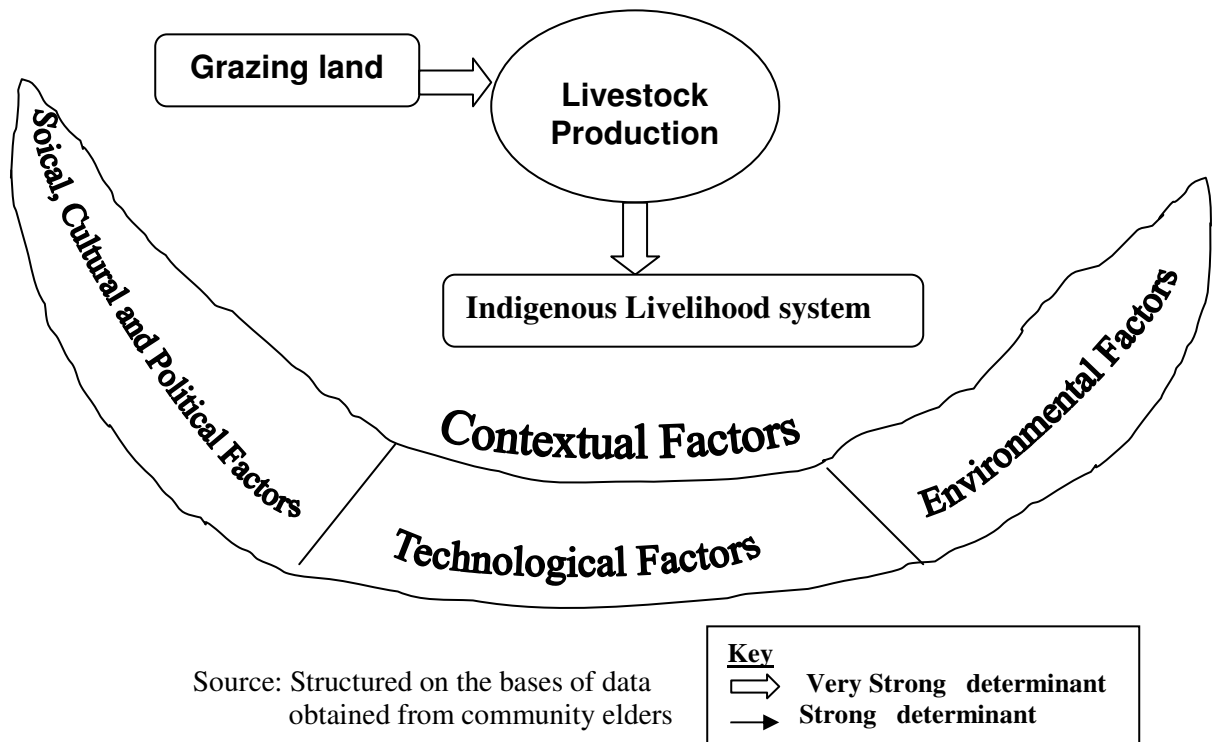 Grazing land
Livestock
Production
Indigenous Livelihood system
Soical, Cultural and Political Factors
Contextual Factors
Technological Factors
Environmental Factors
Source: Structured on the bases of data
obtained from community elders
Key
Very Strong determinant
Strong determinant